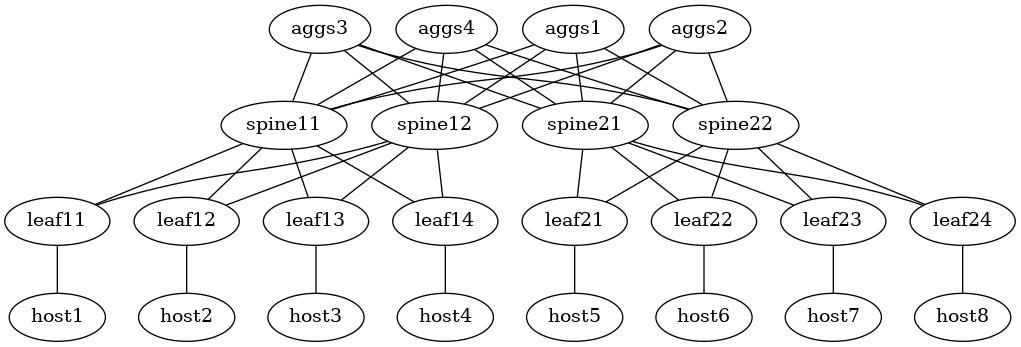 aggs3 aggs4 aggs1 aggs2
spine11 spine12 spine21 spine22
leaf11 leaf12 leaf13 leaf14 leaf21 leaf22 leaf23 leaf24
host1 host2 host3 host4 host5 host6 host7 host8